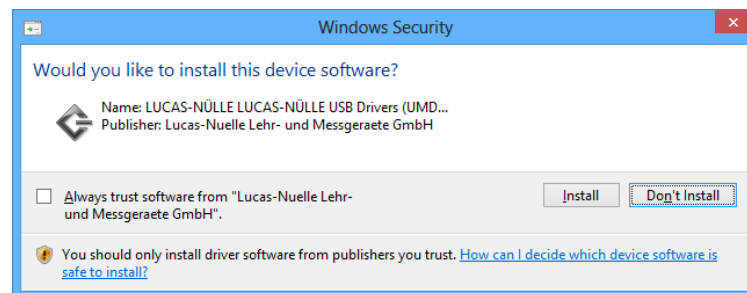 Windows Security
Would you like to install this device software?
Name: LUCAS-NÜLLE LUCAS-NÜLLE USB Drivers (UMD...
Publisher: Lucas-Nuelle Lehr- und Messgeraete GmbH
Always trust software from "Lucas-Nuelle Lehr-
und Messgeraete GmbH".
Install
Don't Install
You should only install driver software from publishers you trust. How can I decide which device software is
safe to install?